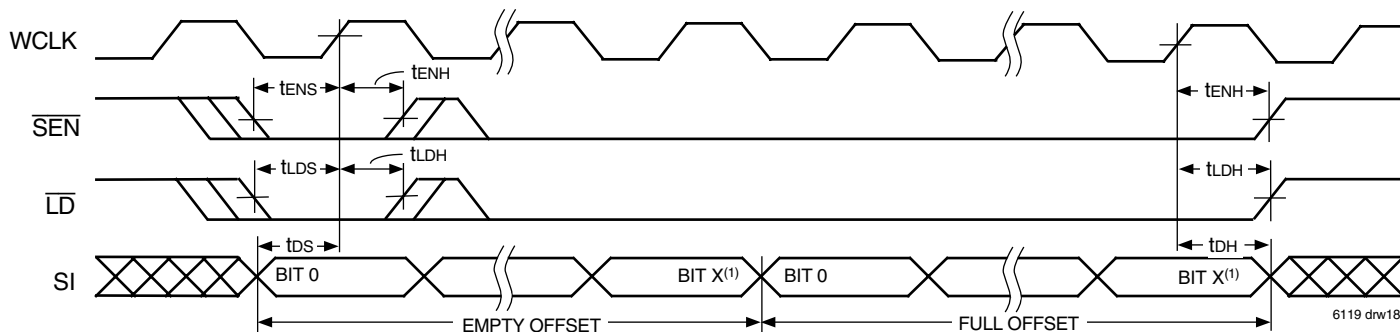 WCLK
tENS
tENH
tENH
SEN
tLDS
tLDH
tLDH
LD
tDS
tDH
SI
BIT 0
BIT X(1)
BIT 0
BIT X(1)
EMPTY OFFSET
FULL OFFSET
6119